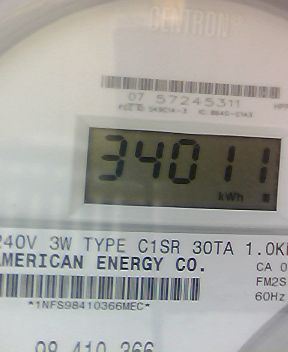 CENTRON®
07 57245311
34011
kWh
240V 3W TYPE C1SR 30TA 1.0K
AMERICAN ENERGY CO. CA 0
FM2S
60Hz
*1NFS98410366MEC*
98 410 366